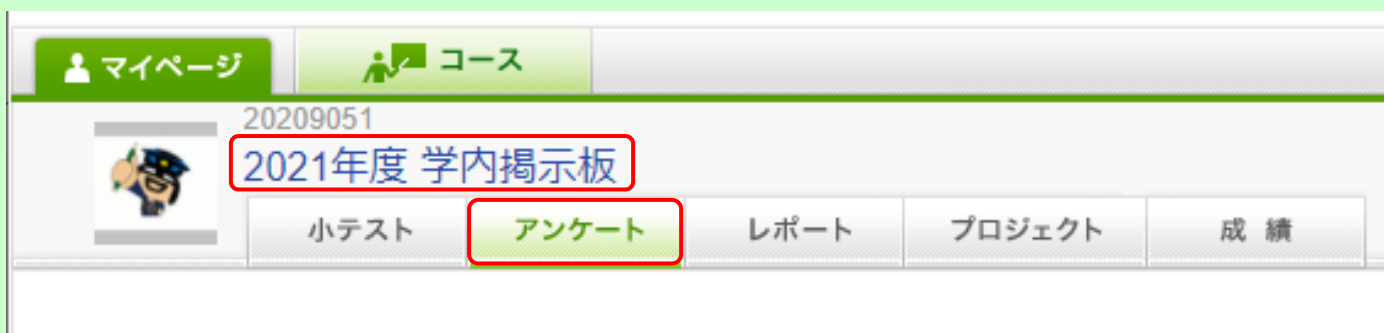 マイページ コース
20209051
2021年度 学内掲示板
小テスト アンケート レポート プロジェクト 成 績